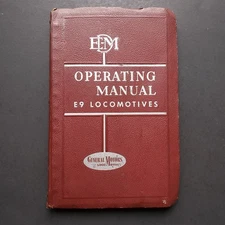 EMD
OPERATING
MANUAL
E9 LOCOMOTIVES
GENERAL MOTORS